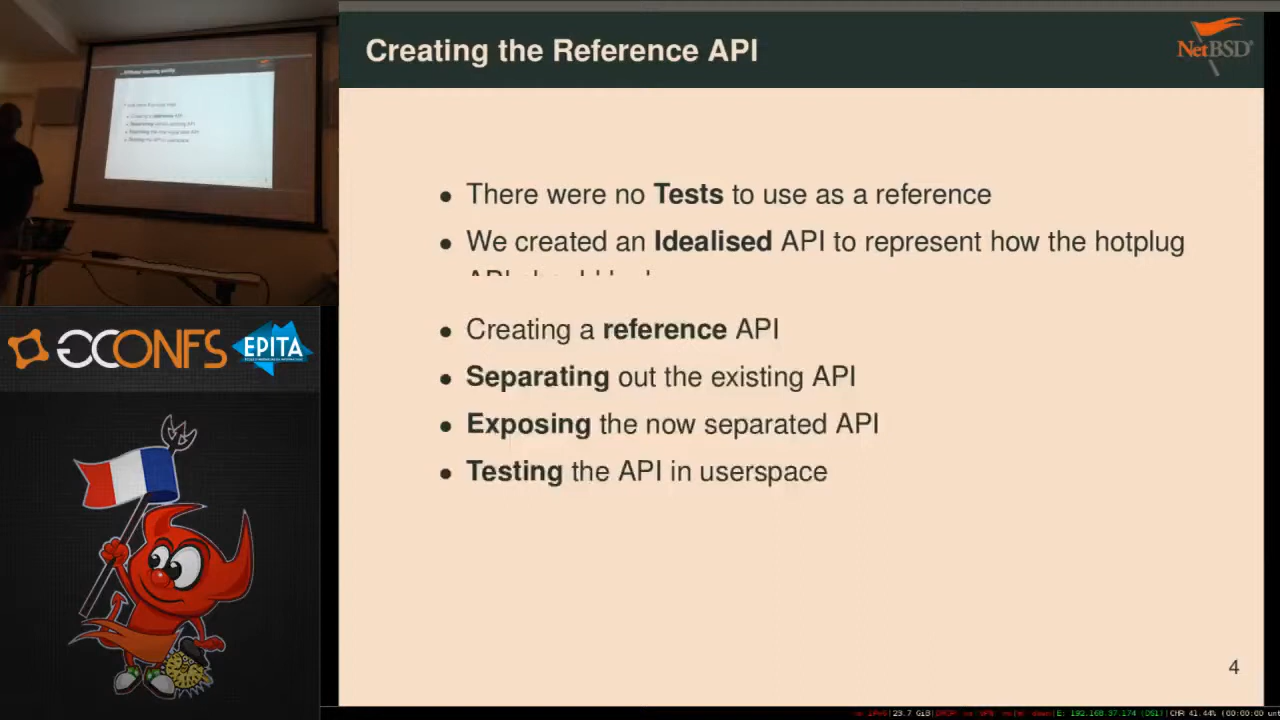 Creating the Reference API
NetBSD
• There were no Tests to use as a reference
• We created an Idealised API to represent how the hotplug
• Creating a reference API
• Separating out the existing API
• Exposing the now separated API
• Testing the API in userspace
4
CONFS
EPITA